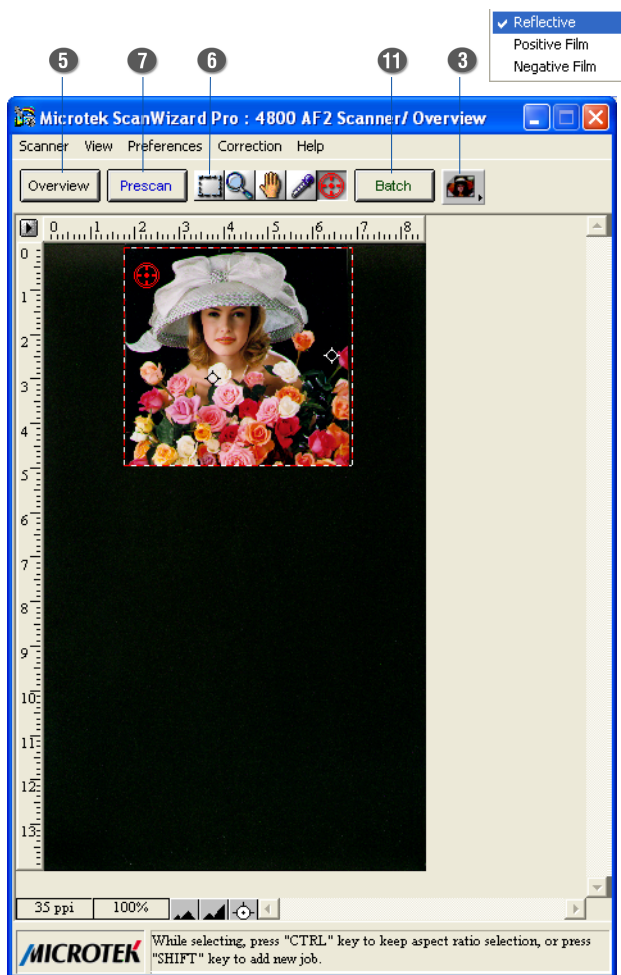 ✓ Reflective
Positive Film
Negative Film
5 7 6 11 3
Microtek ScanWizard Pro : 4800 AF2 Scanner/ Overview
Scanner View Preferences Correction Help
Overview Prescan Batch
0 1 2 3 4 5 6 7 8
0
1
2
3
4
5
6
7
8
9
10
11
12
13
35 ppi 100%
MICROTEK
While selecting, press "CTRL" key to keep aspect ratio selection, or press
"SHIFT" key to add new job.